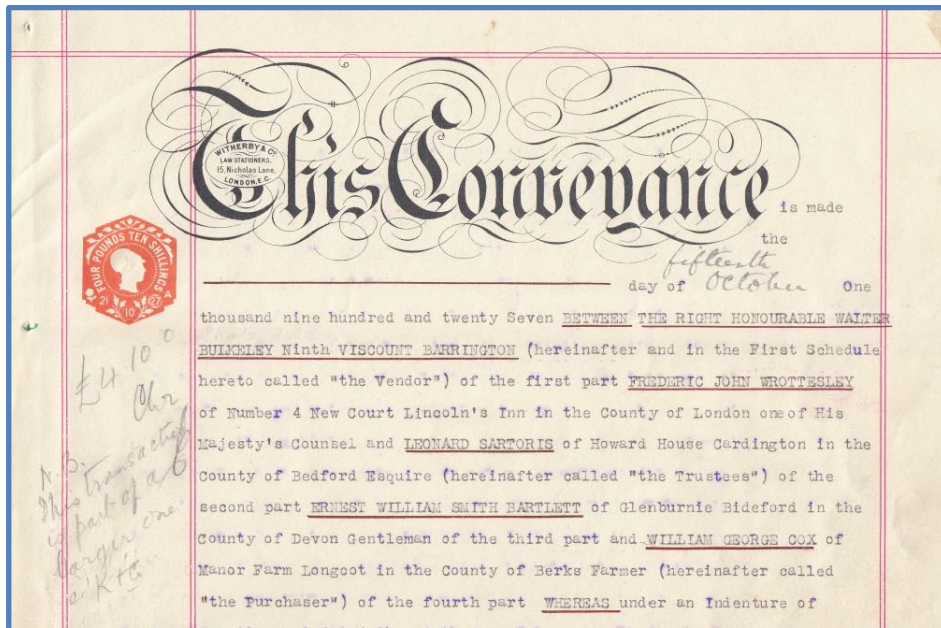 This Conveyance is made
WITHERBY & CO
LAW STATIONERS,
15, Nicholas Lane,
LONDON, E.C.
the
fifteenth
day of October One
FOUR POUNDS TEN SHILLINGS
21 10 27
thousand nine hundred and twenty Seven BETWEEN THE RIGHT HONOURABLE WALTER
BULKELEY Ninth VISCOUNT BARRINGTON (hereinafter and in the First Schedule
hereto called "the Vendor") of the first part FREDERIC JOHN WROTTESLEY
of Number 4 New Court Lincoln's Inn in the County of London one of His
Majesty's Counsel and LEONARD SARTORIS of Howard House Cardington in the
County of Bedford Esquire (hereinafter called "the Trustees") of the
second part ERNEST WILLIAM SMITH BARTLETT of Glenburnie Bideford in the
County of Devon Gentleman of the third part and WILLIAM GEORGE COX of
Manor Farm Longcot in the County of Berks Farmer (hereinafter called
"the Purchaser") of the fourth part WHEREAS under an Indenture of
£4.10.0
N.B.
This transaction
is part of a
larger one